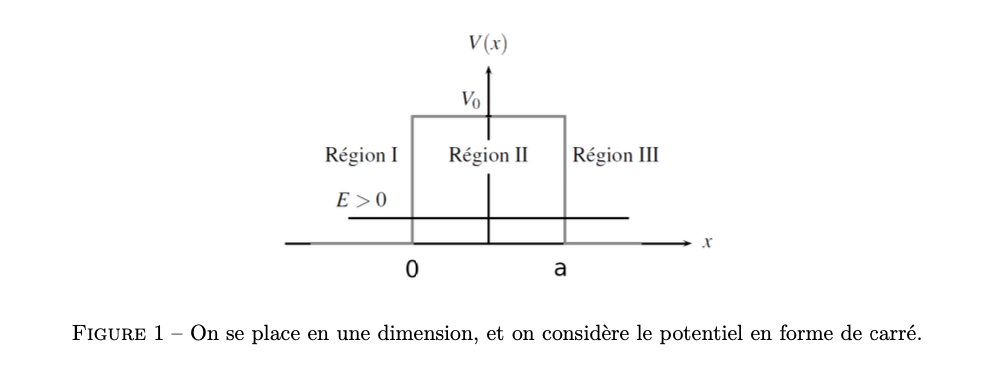 V(x)
V₀
Région I
Région II
Région III
E > 0
x
0
a
FIGURE 1 – On se place en une dimension, et on considère le potentiel en forme de carré.